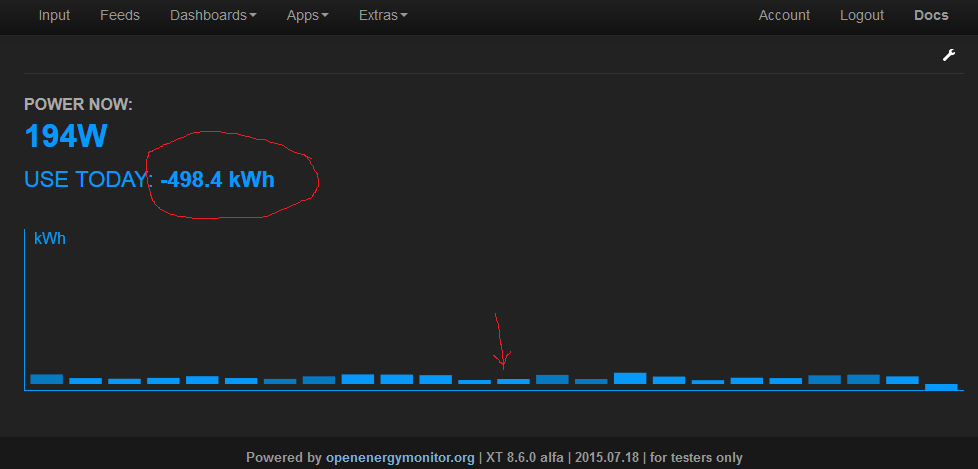 Input Feeds Dashboards Apps Extras Account Logout Docs
POWER NOW:
194W
USE TODAY: -498.4 kWh
kWh
Powered by openenergymonitor.org | XT 8.6.0 alfa | 2015.07.18 | for testers only